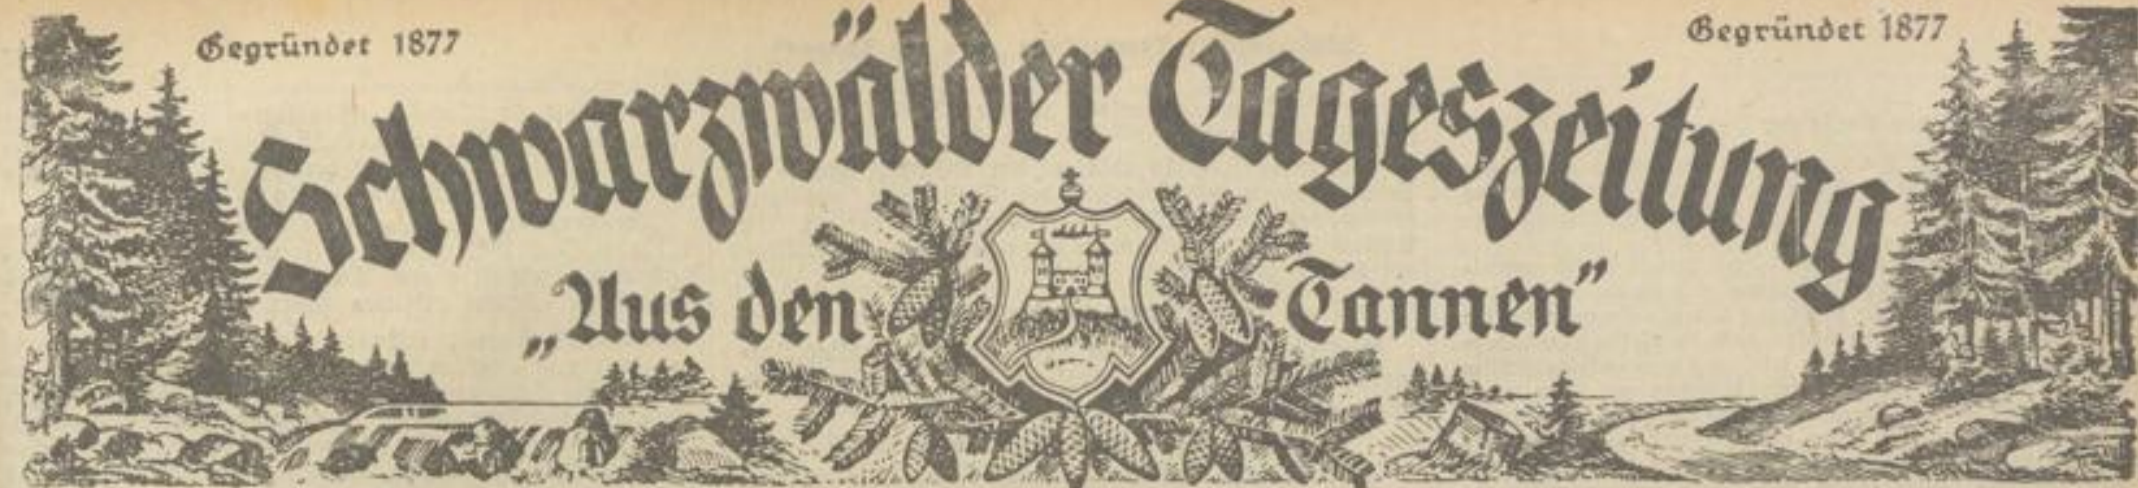 Gegründet 1877 Gegründet 1877
Schwarzwälder Tageszeitung
„Aus den Tannen"